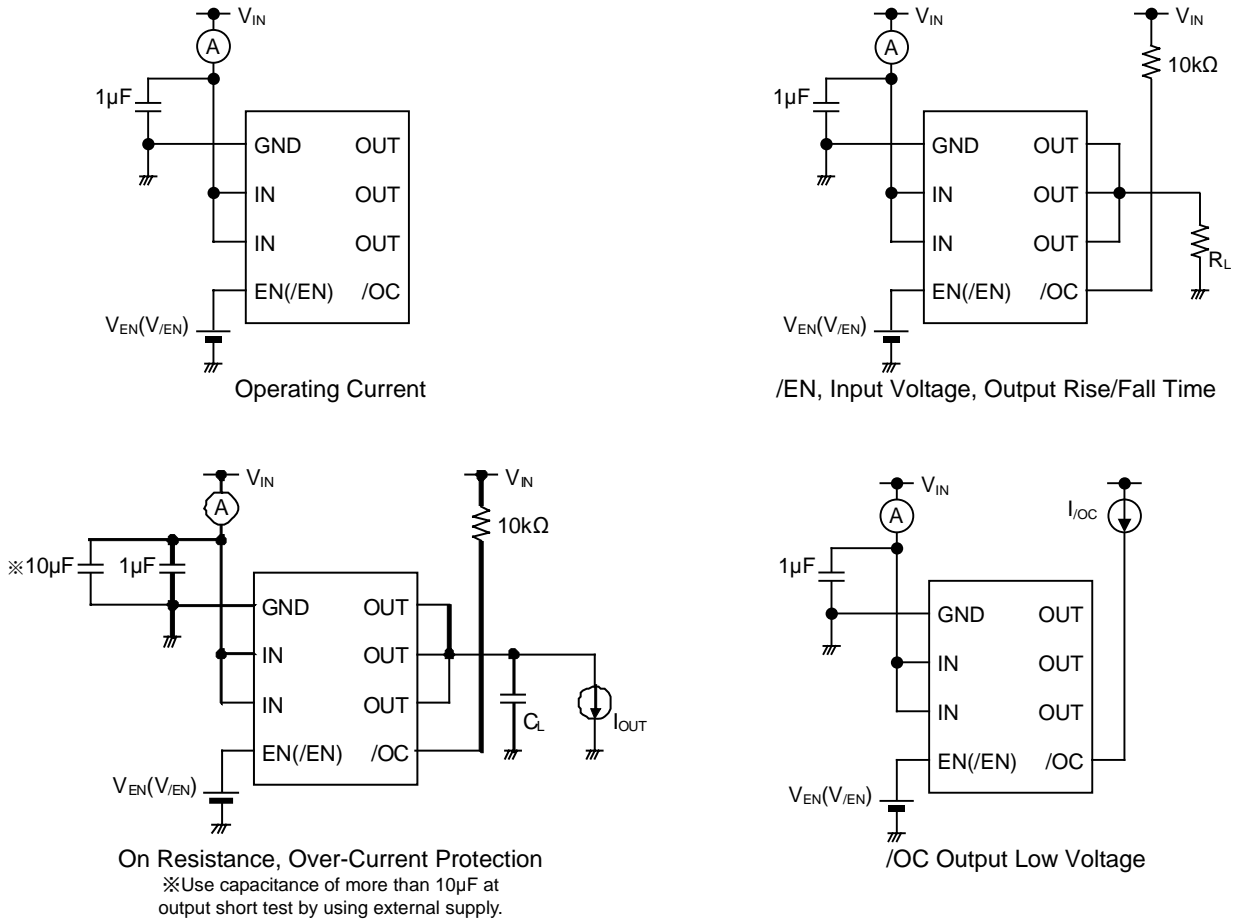 VIN
A
1µF
GND OUT
IN OUT
IN OUT
EN(/EN) /OC
VEN(V/EN)
Operating Current
VIN
A
VIN
10kΩ
1µF
GND OUT
IN OUT
IN OUT
EN(/EN) /OC
RL
VEN(V/EN)
/EN, Input Voltage, Output Rise/Fall Time
VIN
A
VIN
10kΩ
※10µF 1µF
GND OUT
IN OUT
IN OUT
EN(/EN) /OC
CL
IOUT
VEN(V/EN)
On Resistance, Over-Current Protection
※Use capacitance of more than 10µF at
output short test by using external supply.
VIN
A
I/OC
1µF
GND OUT
IN OUT
IN OUT
EN(/EN) /OC
VEN(V/EN)
/OC Output Low Voltage